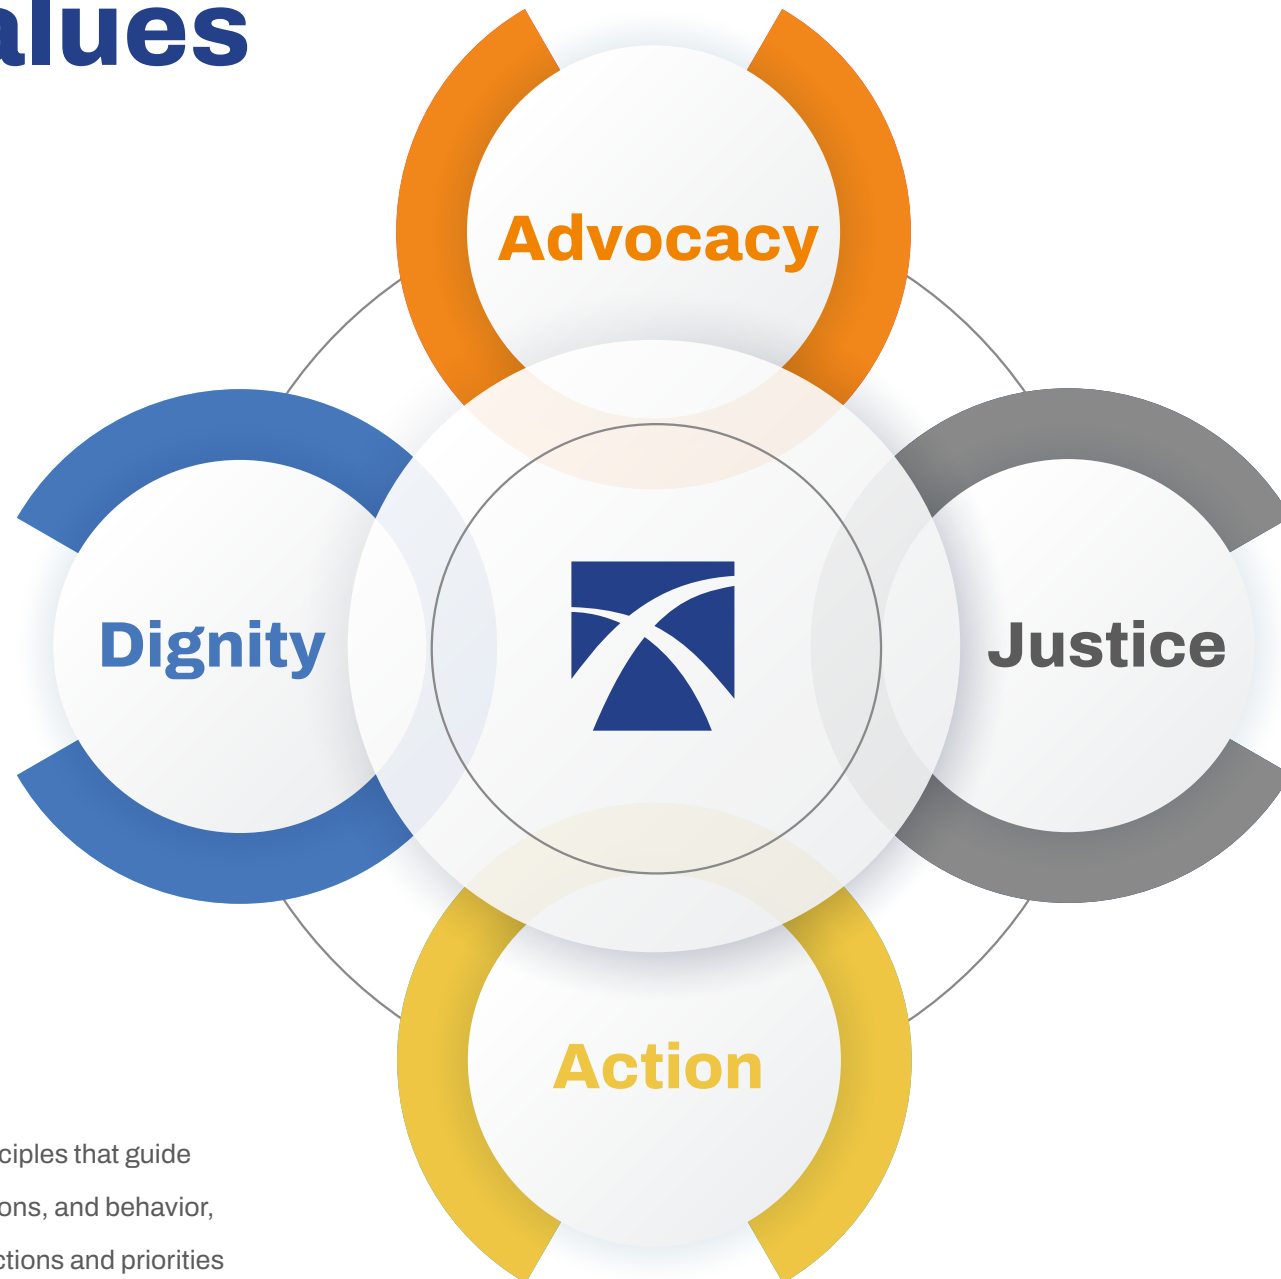 alues
Advocacy
Dignity
Justice
Action
ciples that guide
ons, and behavior,
ctions and priorities